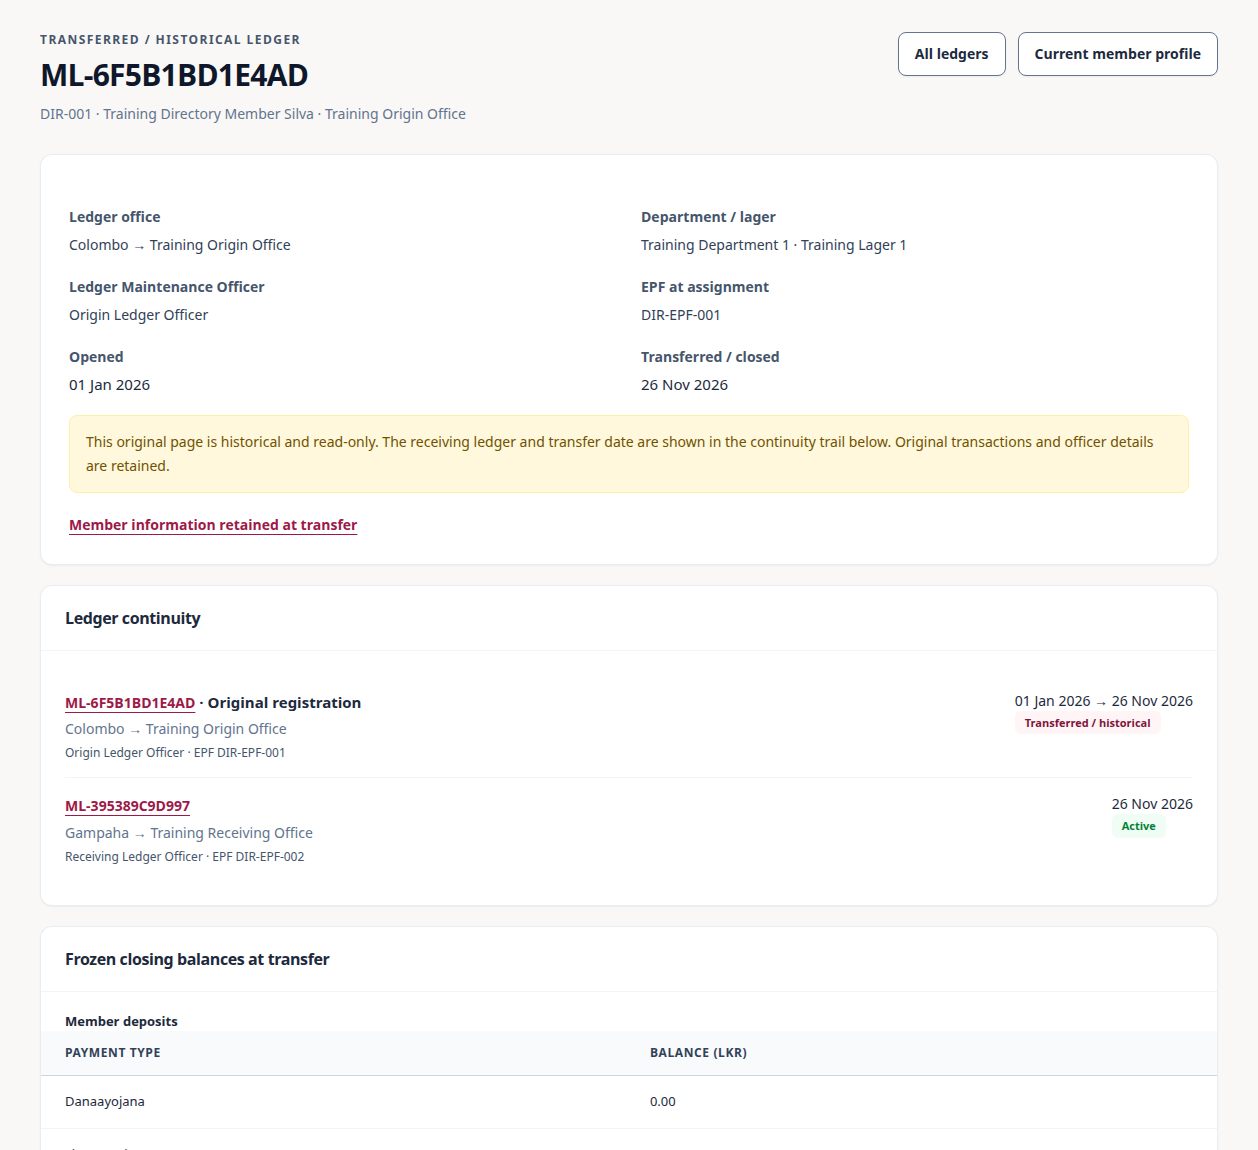 TRANSFERRED / HISTORICAL LEDGER
ML-6F5B1BD1E4AD
DIR-001 · Training Directory Member Silva · Training Origin Office
All ledgers
Current member profile
Ledger office
Colombo → Training Origin Office
Department / lager
Training Department 1 · Training Lager 1
Ledger Maintenance Officer
Origin Ledger Officer
EPF at assignment
DIR-EPF-001
Opened
01 Jan 2026
Transferred / closed
26 Nov 2026
This original page is historical and read-only. The receiving ledger and transfer date are shown in the continuity trail below. Original transactions and officer details
are retained.
Member information retained at transfer
Ledger continuity
ML-6F5B1BD1E4AD · Original registration
Colombo → Training Origin Office
Origin Ledger Officer · EPF DIR-EPF-001
01 Jan 2026 → 26 Nov 2026
Transferred / historical
ML-395389C9D997
Gampaha → Training Receiving Office
Receiving Ledger Officer · EPF DIR-EPF-002
26 Nov 2026
Active
Frozen closing balances at transfer
Member deposits
PAYMENT TYPE
BALANCE (LKR)
Danaayojana
0.00